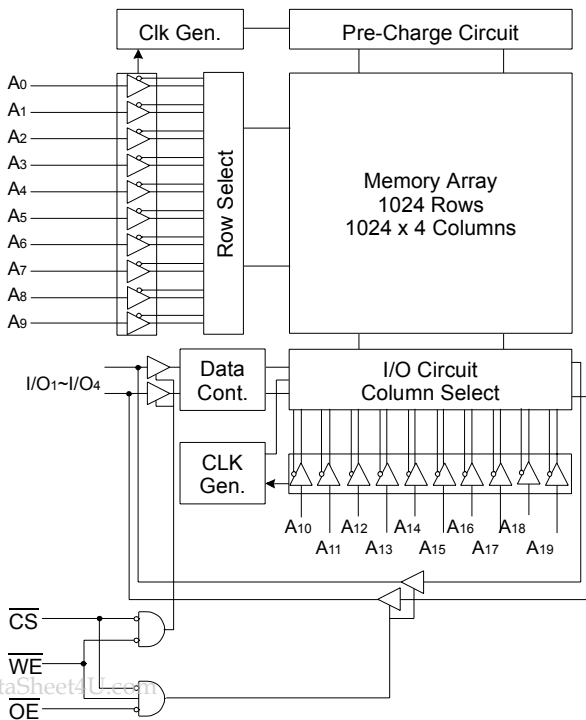 Clk Gen.
Pre-Charge Circuit
A0
A1
A2
A3
A4
A5
A6
A7
A8
A9
Row Select
Memory Array
1024 Rows
1024 x 4 Columns
I/O1~I/O4
Data
Cont.
I/O Circuit
Column Select
CLK
Gen.
A10 A12 A14 A16 A18
A11 A13 A15 A17 A19
CS
WE
taSheet4U.com
OE